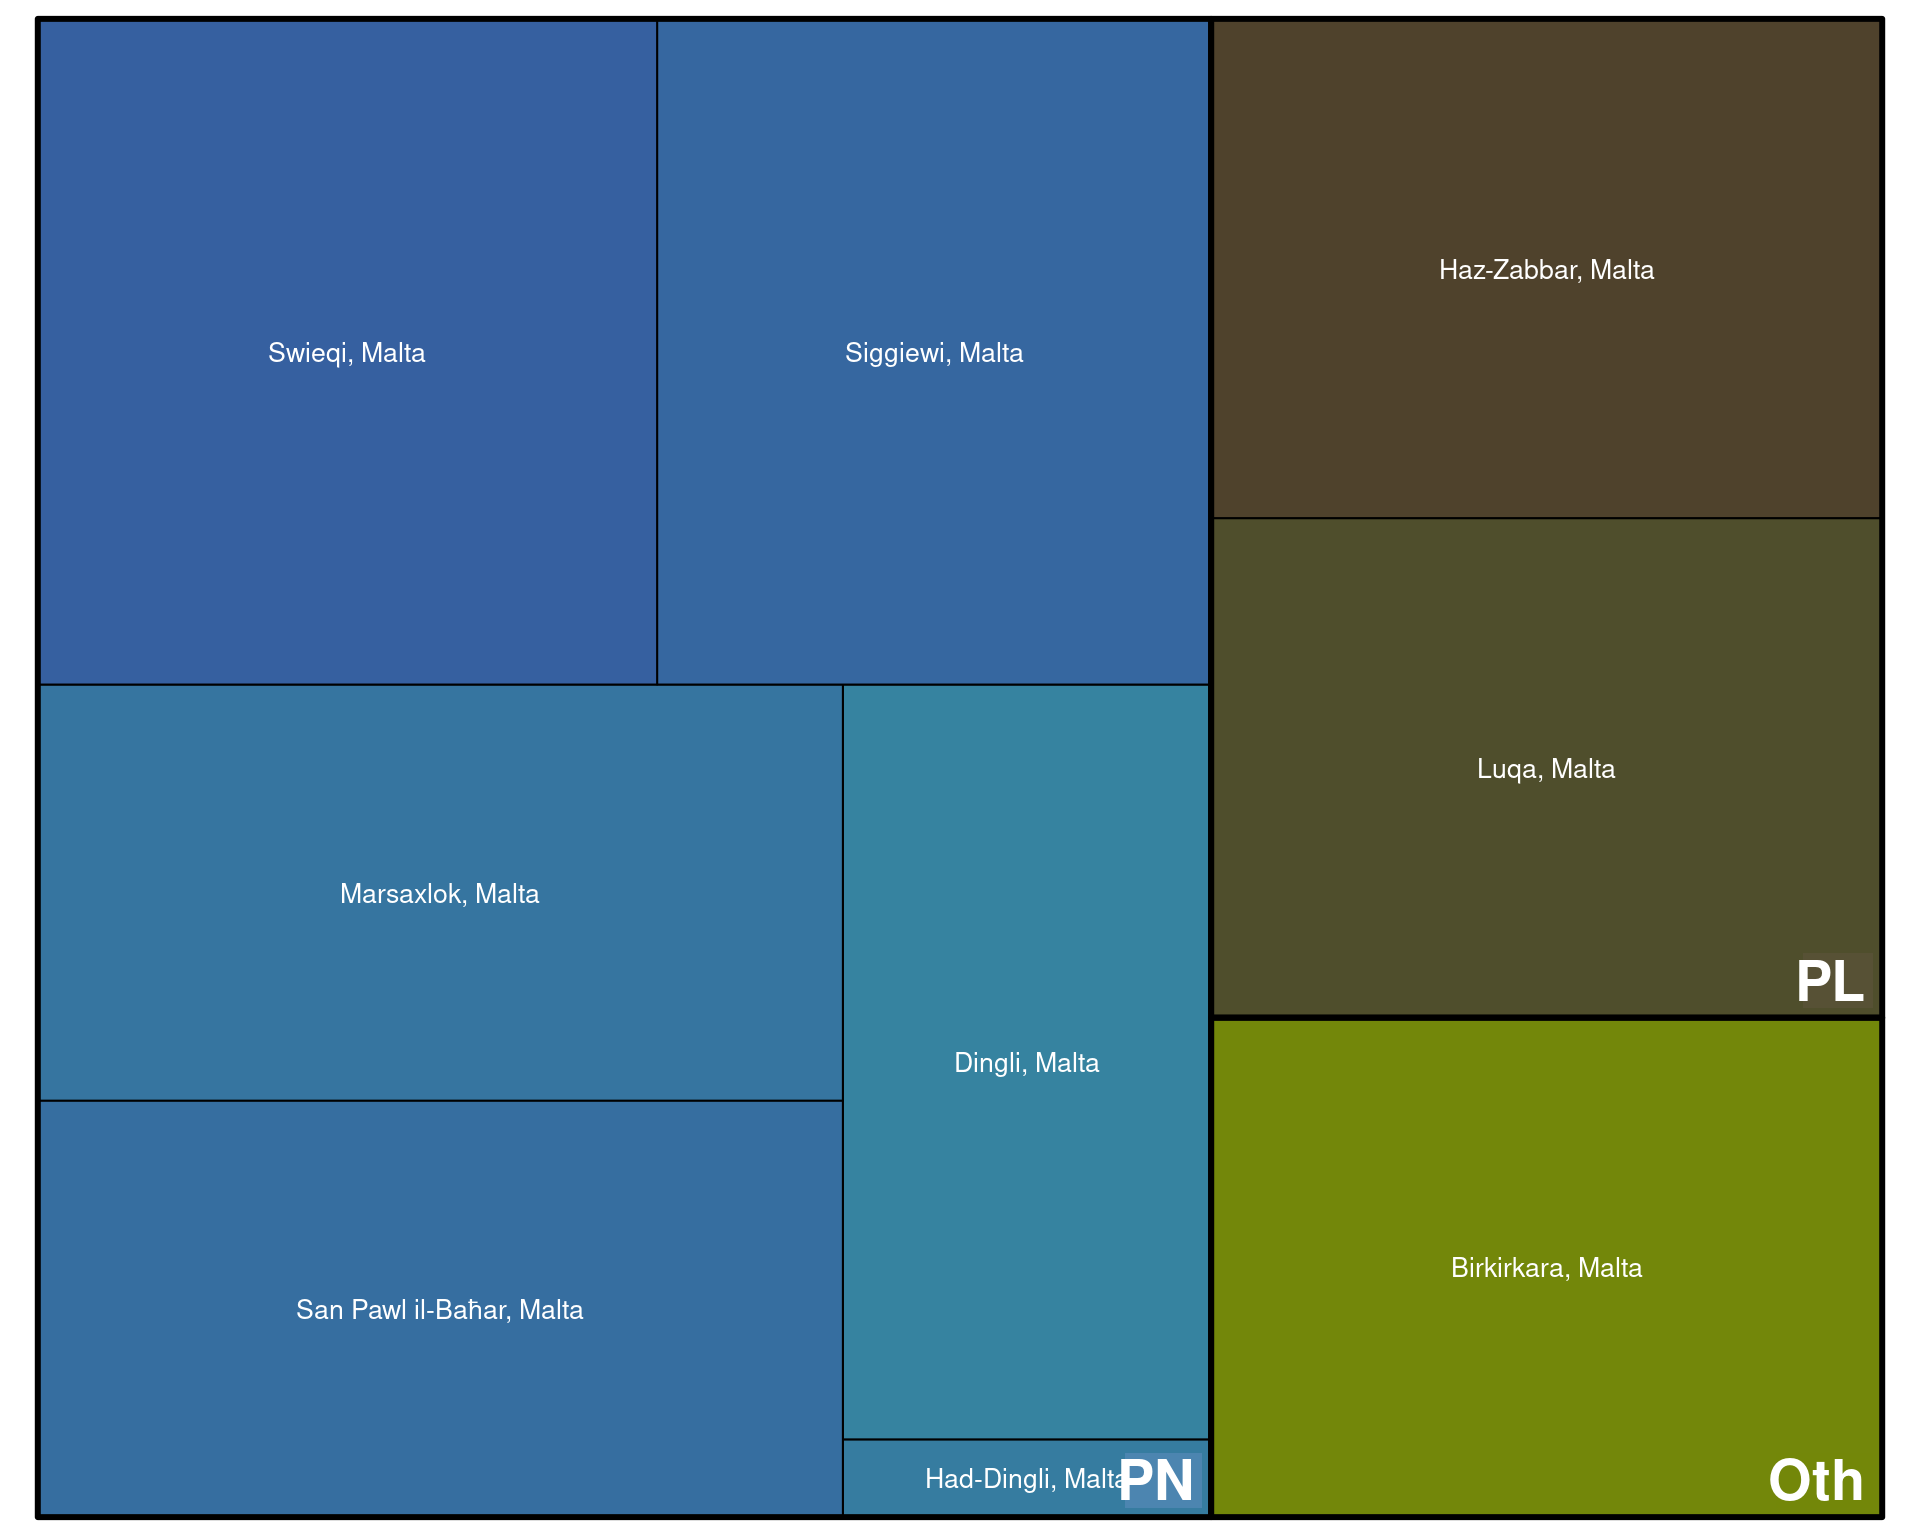 Swieqi, Malta
Siggiewi, Malta
Haz-Zabbar, Malta
Luqa, Malta
PL
Marsaxlok, Malta
Dingli, Malta
San Pawl il-Baħar, Malta
Had-Dingli, Malta
PN
Birkirkara, Malta
Oth